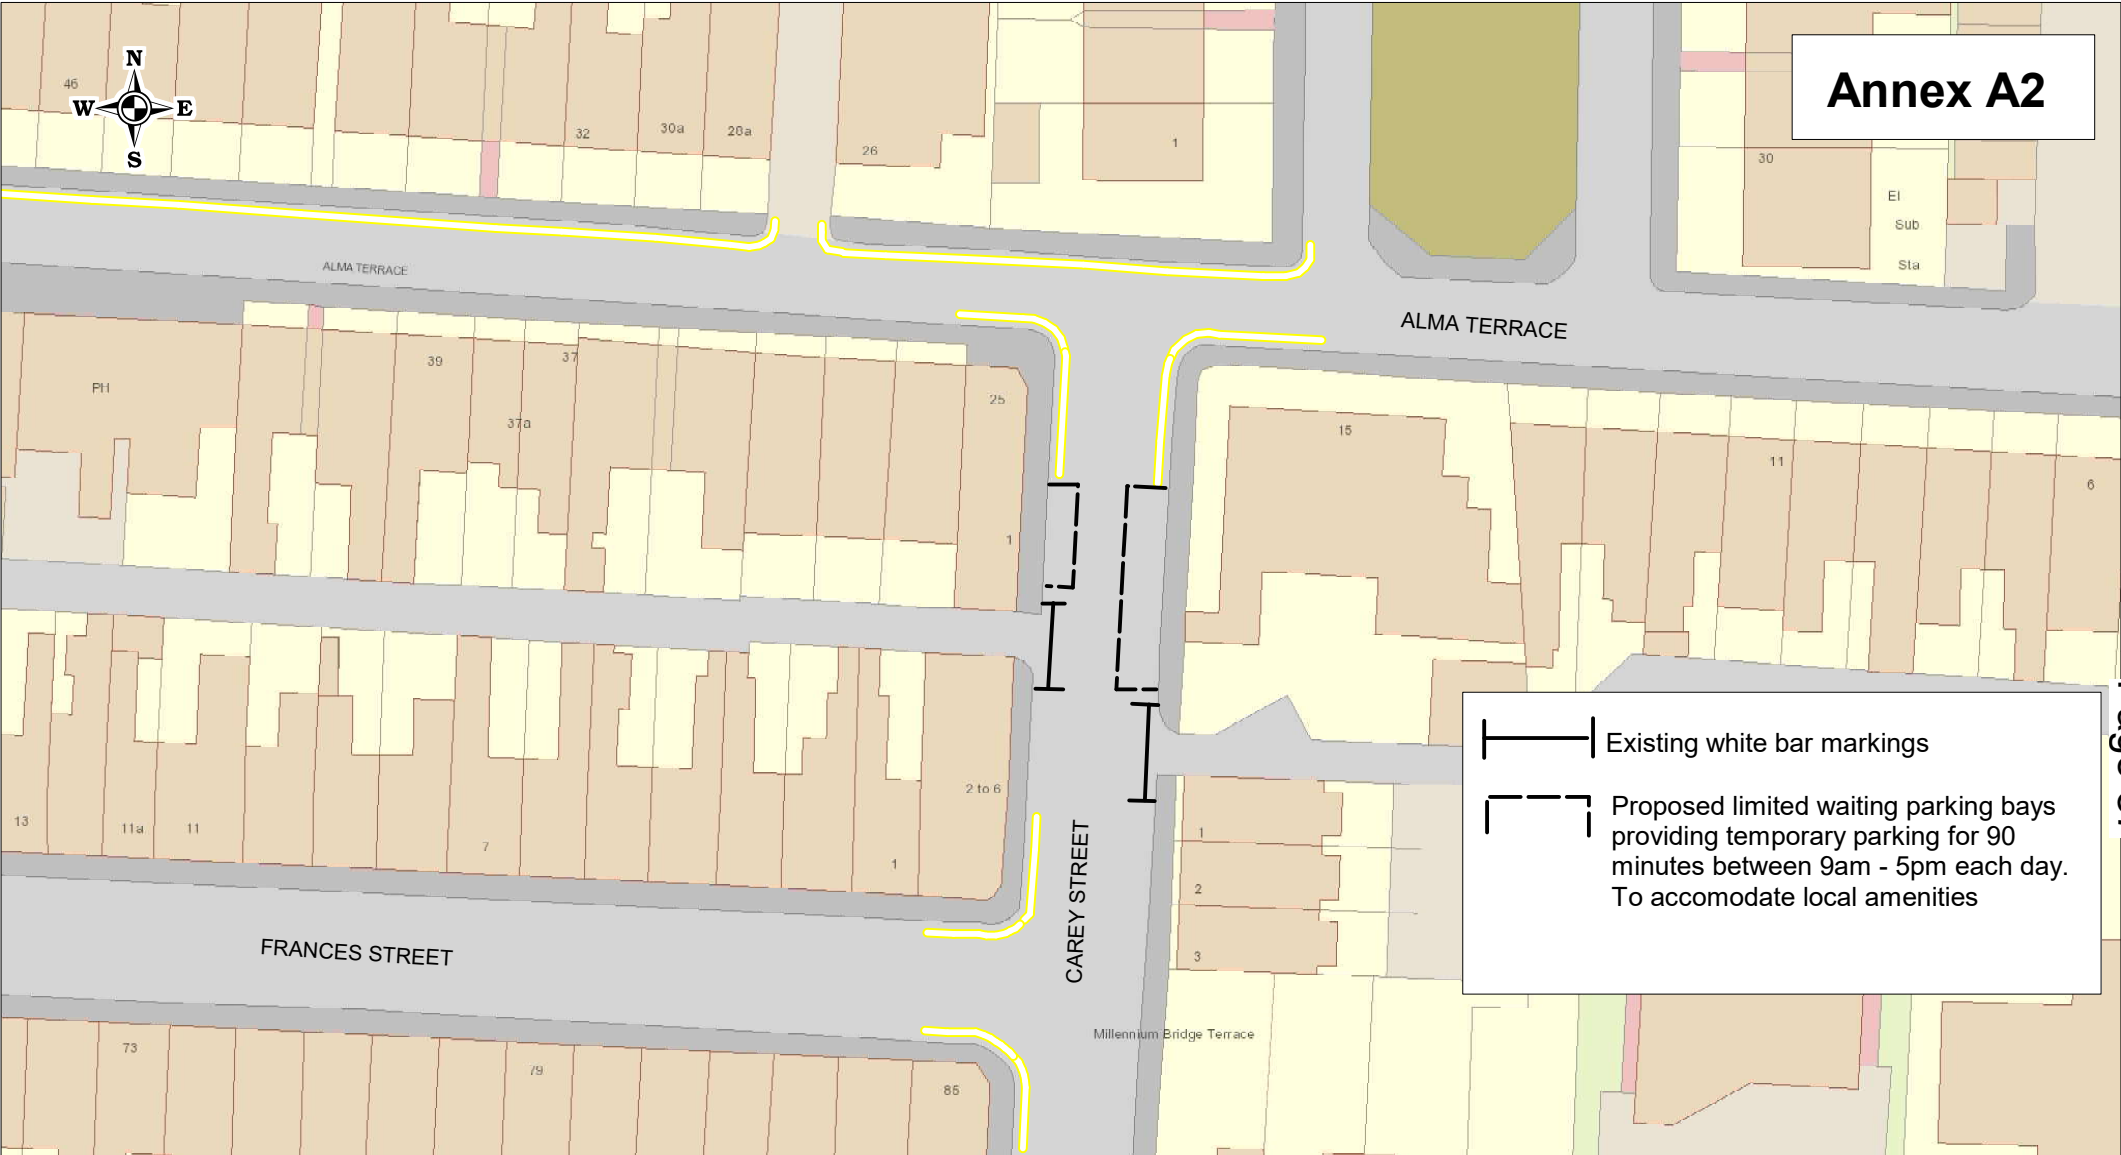 Annex A2
N
W E
S
46
32
30a
28a
26
1
30
El
Sub
Sta
ALMA TERRACE
ALMA TERRACE
PH
39
37
37a
25
1
15
11
6
2 to 6
13
11a
11
7
1
CAREY STREET
1
2
3
FRANCES STREET
Millennium Bridge Terrace
73
79
85
Existing white bar markings
Proposed limited waiting parking bays
providing temporary parking for 90
minutes between 9am - 5pm each day.
To accomodate local amenities